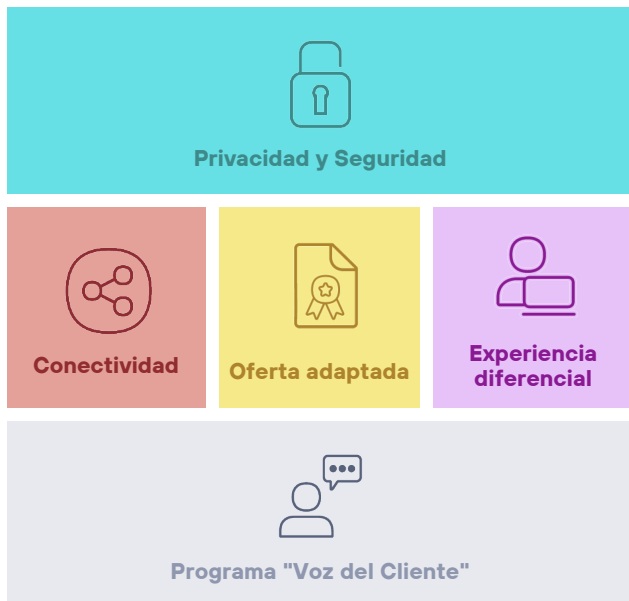 Privacidad y Seguridad
Conectividad
Oferta adaptada
Experiencia
diferencial
Programa "Voz del Cliente"